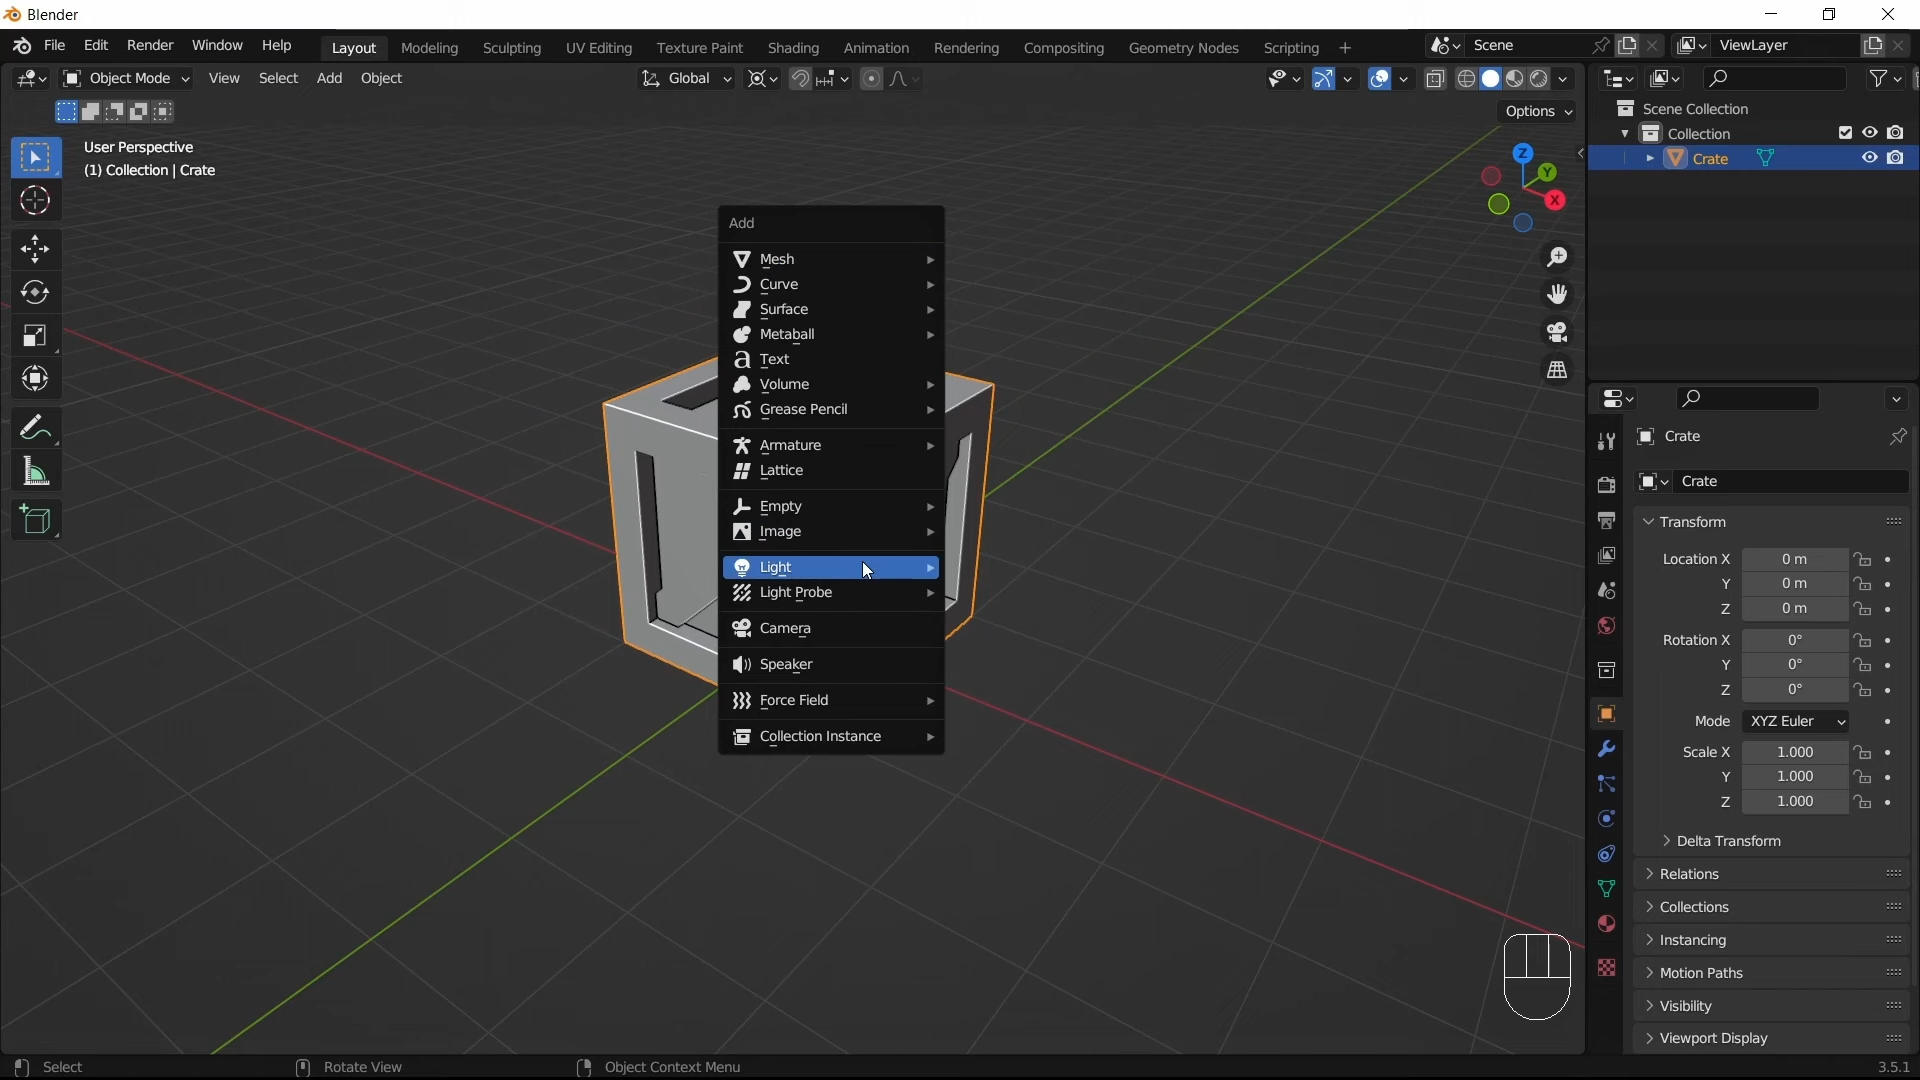 Blender
File Edit Render Window Help Layout Modeling Sculpting UV Editing Texture Paint Shading Animation Rendering Compositing Geometry Nodes Scripting + Scene ViewLayer
Object Mode View Select Add Object Global
Options
User Perspective
(1) Collection | Crate
Z
Y
X
Add
Mesh
Curve
Surface
Metaball
Text
Volume
Grease Pencil
Armature
Lattice
Empty
Image
Light
Light Probe
Camera
Speaker
Force Field
Collection Instance
Scene Collection
Collection
Crate
Crate
Crate
Transform
Location X 0 m
Y 0 m
Z 0 m
Rotation X 0°
Y 0°
Z 0°
Mode XYZ Euler
Scale X 1.000
Y 1.000
Z 1.000
Delta Transform
Relations
Collections
Instancing
Motion Paths
Visibility
Viewport Display
Select Rotate View Object Context Menu 3.5.1